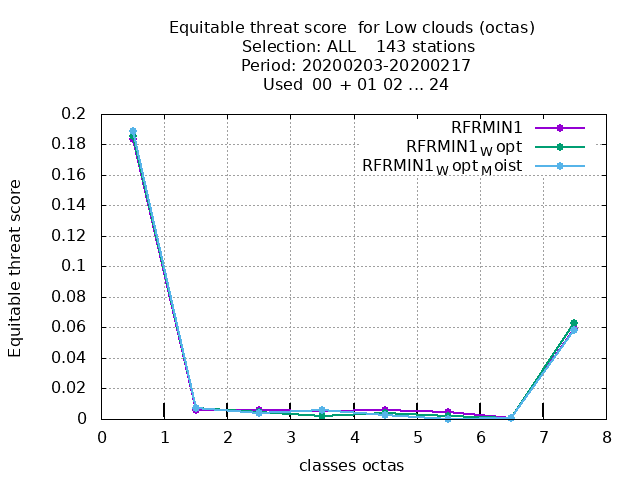 Equitable threat score for Low clouds (octas)
Selection: ALL 143 stations
Period: 20200203-20200217
Used 00 + 01 02 ... 24
RFRMIN1
RFRMIN1Wopt
RFRMIN1WoptMoist
Equitable threat score
0.2
0.18
0.16
0.14
0.12
0.1
0.08
0.06
0.04
0.02
0
0 1 2 3 4 5 6 7 8
classes octas